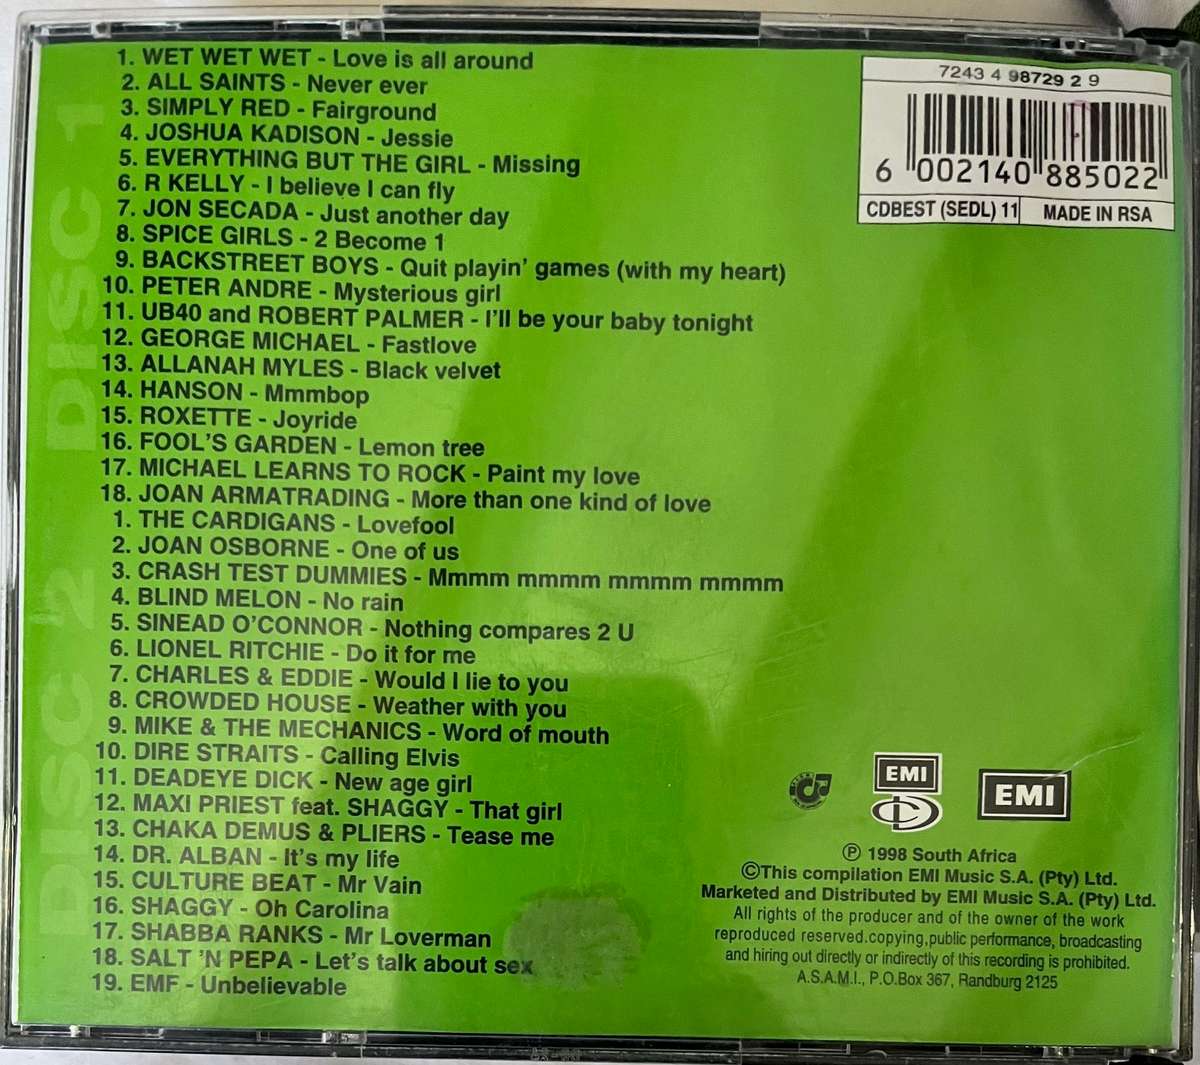 DISC 1
1. WET WET WET - Love is all around
2. ALL SAINTS - Never ever
3. SIMPLY RED - Fairground
4. JOSHUA KADISON - Jessie
5. EVERYTHING BUT THE GIRL - Missing
6. R KELLY - I believe I can fly
7. JON SECADA - Just another day
8. SPICE GIRLS - 2 Become 1
9. BACKSTREET BOYS - Quit playin' games (with my heart)
10. PETER ANDRE - Mysterious girl
11. UB40 and ROBERT PALMER - I'll be your baby tonight
12. GEORGE MICHAEL - Fastlove
13. ALLANAH MYLES - Black velvet
14. HANSON - Mmmbop
15. ROXETTE - Joyride
16. FOOL'S GARDEN - Lemon tree
17. MICHAEL LEARNS TO ROCK - Paint my love
18. JOAN ARMATRADING - More than one kind of love
DISC 2
1. THE CARDIGANS - Lovefool
2. JOAN OSBORNE - One of us
3. CRASH TEST DUMMIES - Mmmm mmmm mmmm mmmm
4. BLIND MELON - No rain
5. SINEAD O'CONNOR - Nothing compares 2 U
6. LIONEL RITCHIE - Do it for me
7. CHARLES & EDDIE - Would I lie to you
8. CROWDED HOUSE - Weather with you
9. MIKE & THE MECHANICS - Word of mouth
10. DIRE STRAITS - Calling Elvis
11. DEADEYE DICK - New age girl
12. MAXI PRIEST feat. SHAGGY - That girl
13. CHAKA DEMUS & PLIERS - Tease me
14. DR. ALBAN - It's my life
15. CULTURE BEAT - Mr Vain
16. SHAGGY - Oh Carolina
17. SHABBA RANKS - Mr Loverman
18. SALT 'N PEPA - Let's talk about sex
19. EMF - Unbelievable
7243 4 98729 2 9
6 002140 885022
CDBEST (SEDL) 11 MADE IN RSA
EMI
EMI
℗ 1998 South Africa
©This compilation EMI Music S.A. (Pty) Ltd.
Marketed and Distributed by EMI Music S.A. (Pty) Ltd.
All rights of the producer and of the owner of the work
reproduced reserved.copying,public performance, broadcasting
and hiring out directly or indirectly of this recording is prohibited.
A.S.A.M.I., P.O.Box 367, Randburg 2125